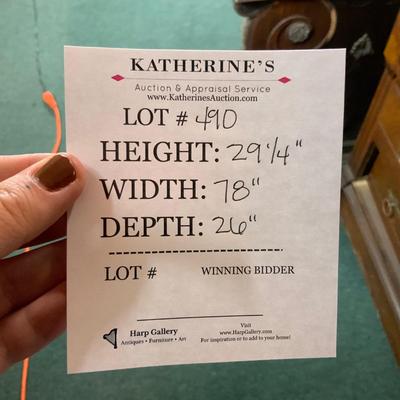 KATHERINE'S
Auction & Appraisal Service
www.KatherinesAuction.com
LOT # 490
HEIGHT: 29 1/4"
WIDTH: 78"
DEPTH: 26"
LOT # WINNING BIDDER
Harp Gallery
Antiques • Furniture • Art
Visit
www.HarpGallery.com
For inspiration or to add to your home!